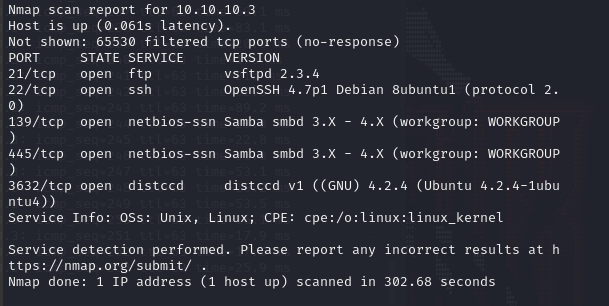 Nmap scan report for 10.10.10.3
Host is up (0.061s latency).
Not shown: 65530 filtered tcp ports (no-response)
PORT     STATE SERVICE     VERSION
21/tcp   open  ftp         vsftpd 2.3.4
22/tcp   open  ssh         OpenSSH 4.7p1 Debian 8ubuntu1 (protocol 2.
0)
139/tcp  open  netbios-ssn Samba smbd 3.X - 4.X (workgroup: WORKGROUP
)
445/tcp  open  netbios-ssn Samba smbd 3.X - 4.X (workgroup: WORKGROUP
)
3632/tcp open  distccd     distccd v1 ((GNU) 4.2.4 (Ubuntu 4.2.4-1ubu
ntu4))
Service Info: OSs: Unix, Linux; CPE: cpe:/o:linux:linux_kernel

Service detection performed. Please report any incorrect results at h
ttps://nmap.org/submit/ .
Nmap done: 1 IP address (1 host up) scanned in 302.68 seconds